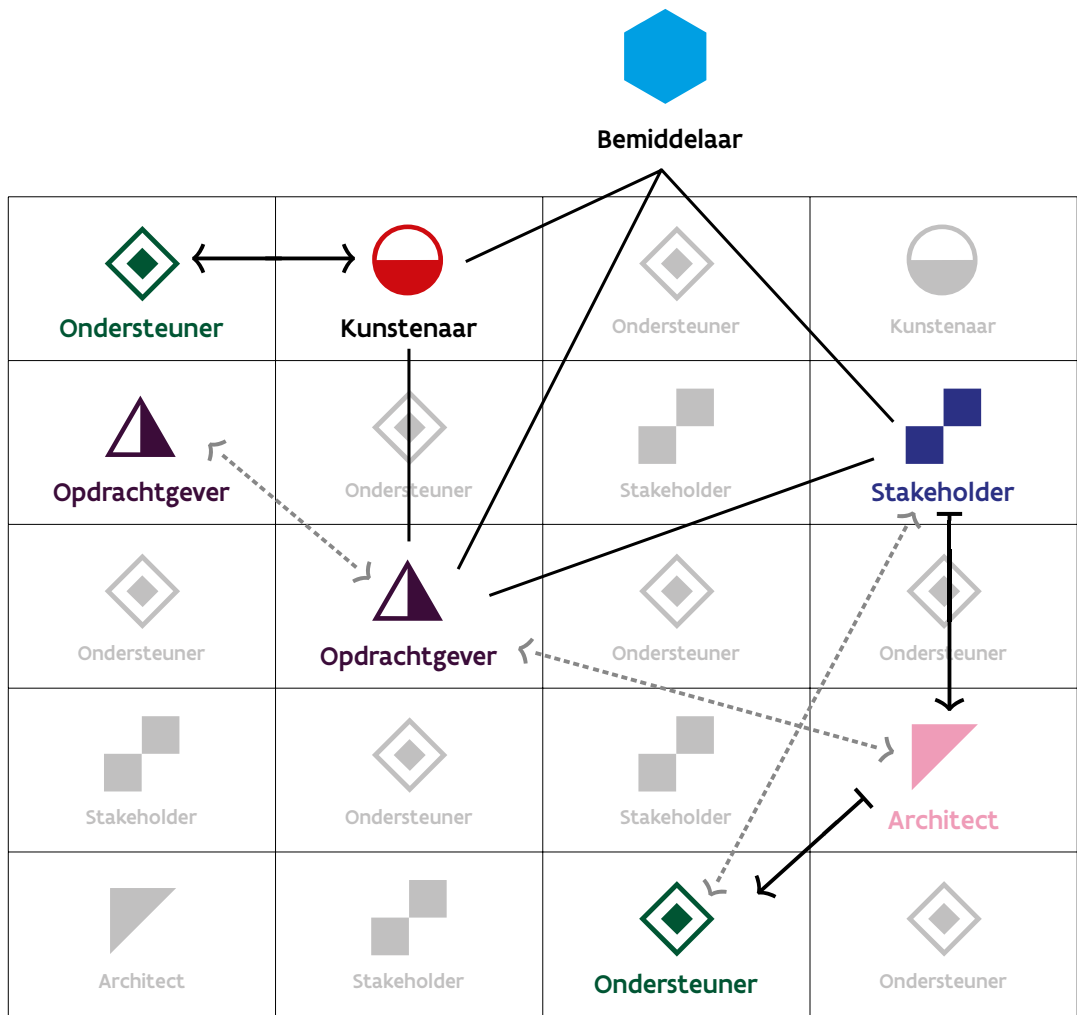 Bemiddelaar
Ondersteuner
Kunstenaar
Ondersteuner
Kunstenaar
Opdrachtgever
Ondersteuner
Stakeholder
Stakeholder
Ondersteuner
Opdrachtgever
Ondersteuner
Ondersteuner
Stakeholder
Ondersteuner
Stakeholder
Architect
Architect
Stakeholder
Ondersteuner
Ondersteuner